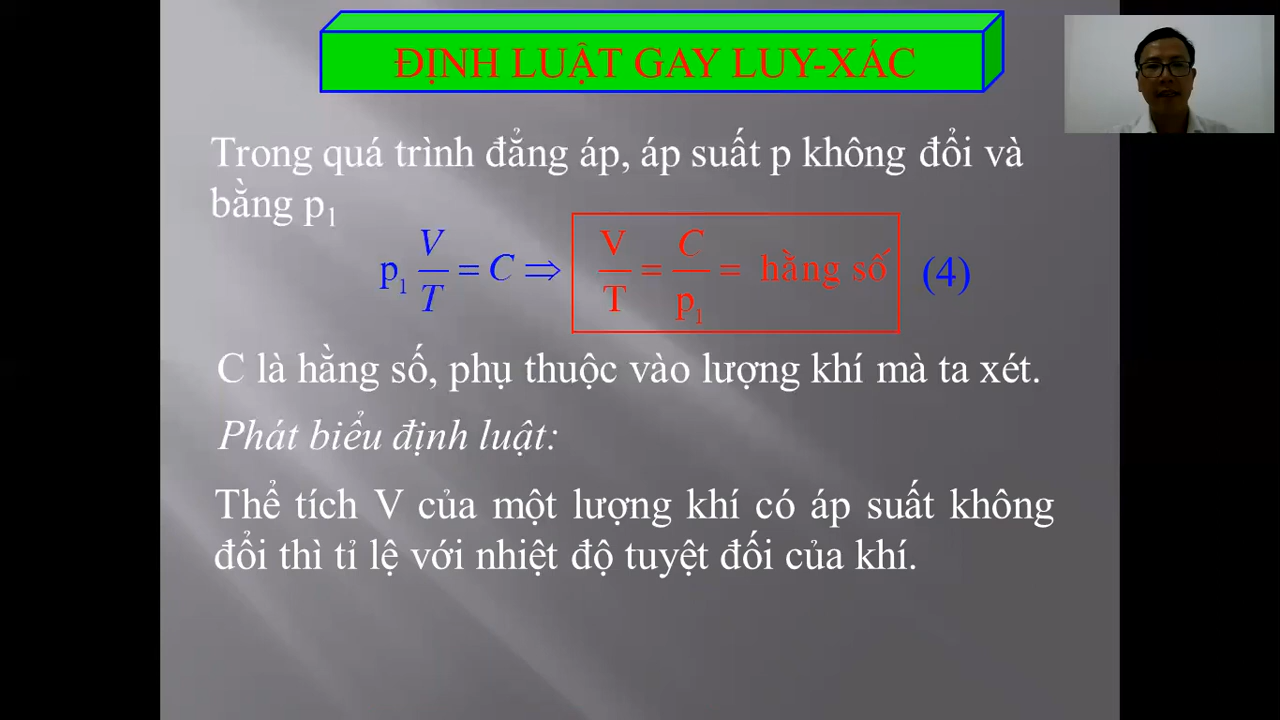 ĐỊNH LUẬT GAY LUY-XÁC
Trong quá trình đẳng áp, áp suất p không đổi và
bằng p₁
p₁ V/T = C ⇒ V/T = C/p₁ = hằng số (4)
C là hằng số, phụ thuộc vào lượng khí mà ta xét.
Phát biểu định luật:
Thể tích V của một lượng khí có áp suất không
đổi thì tỉ lệ với nhiệt độ tuyệt đối của khí.